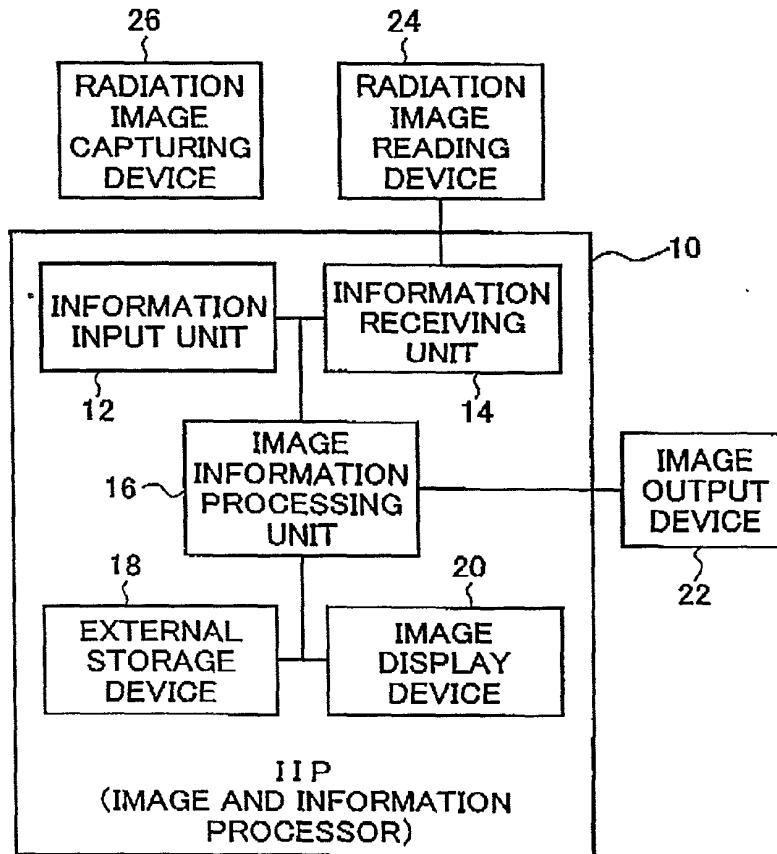 26
24
RADIATION
IMAGE
CAPTURING
DEVICE
RADIATION
IMAGE
READING
DEVICE
10
INFORMATION
INPUT UNIT
INFORMATION
RECEIVING
UNIT
12
14
16
IMAGE
INFORMATION
PROCESSING
UNIT
IMAGE
OUTPUT
DEVICE
22
18
20
EXTERNAL
STORAGE
DEVICE
IMAGE
DISPLAY
DEVICE
IIP
(IMAGE AND INFORMATION
PROCESSOR)